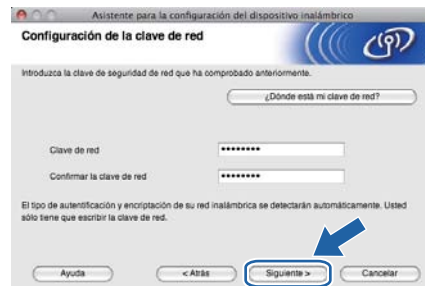 Asistente para la configuración del dispositivo inalámbrico
Configuración de la clave de red
Introduzca la clave de seguridad de red que ha comprobado anteriormente.
¿Dónde está mi clave de red?
Clave de red ••••••••
Confirmar la clave de red ••••••••
El tipo de autentificación y encriptación de su red inalámbrica se detectarán automáticamente. Usted
sólo tiene que escribir la clave de red.
Ayuda < Atrás Siguiente > Cancelar